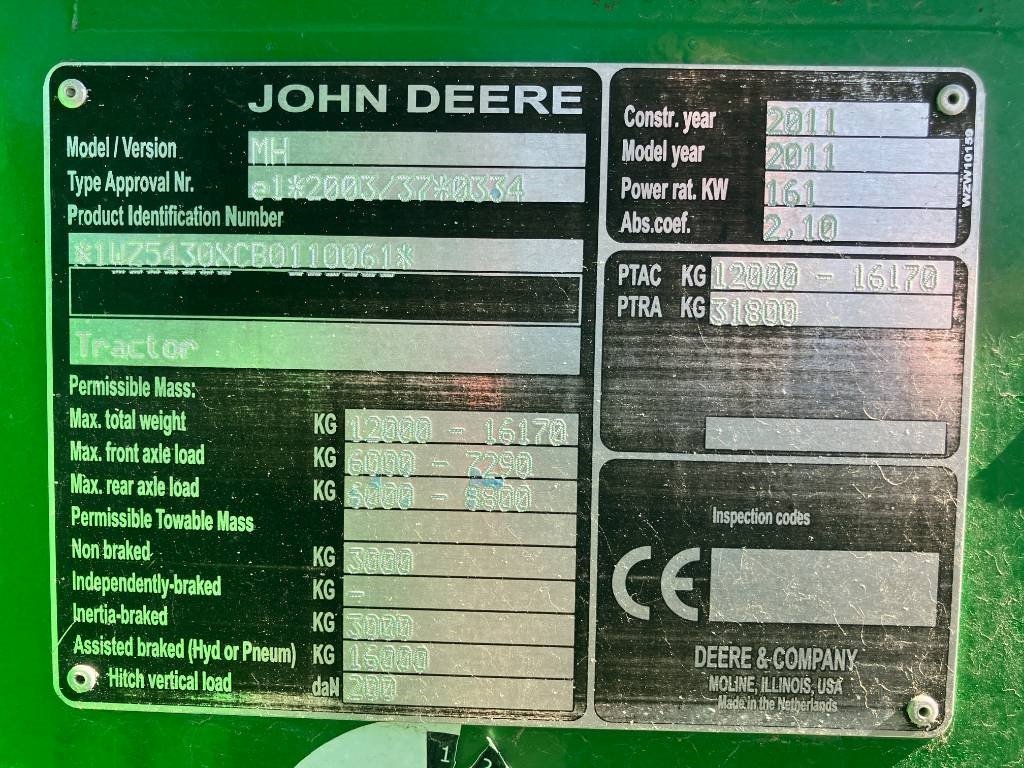 JOHN DEERE
Model / Version MH
Type Approval Nr. e1*2003/37*0334
Product Identification Number
*1WZ5430XCB0110061*
Tractor
Permissible Mass:
Max. total weight KG 12000 - 16170
Max. front axle load KG 6000 - 7290
Max. rear axle load KG 6000 - 8800
Permissible Towable Mass
Non braked KG 3000
Independently-braked KG -
Inertia-braked KG 3000
Assisted braked (Hyd or Pneum) KG 16000
Hitch vertical load daN 200
Constr. year 2011
Model year 2011
Power rat. KW 161
Abs.coef. 2.10
WZW10159
PTAC KG 12000 - 16170
PTRA KG 31800
Inspection codes
CE
DEERE & COMPANY
MOLINE, ILLINOIS, USA
Made in the Netherlands
1